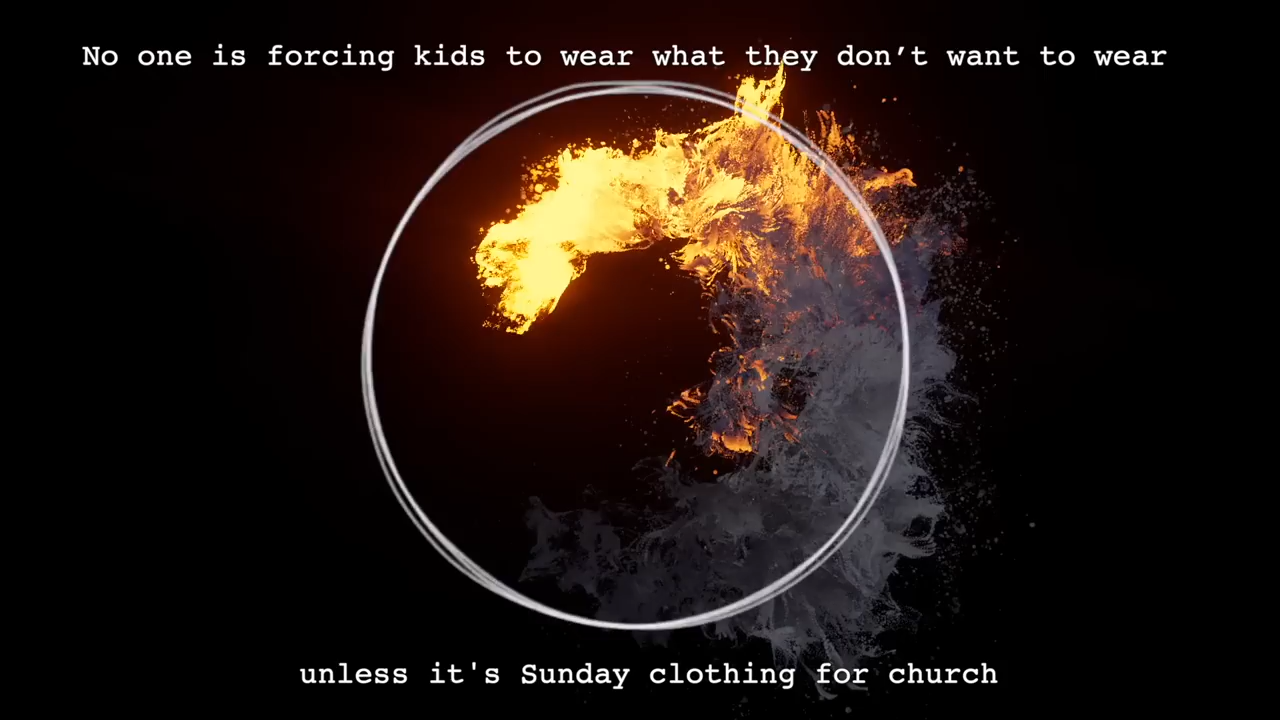 No one is forcing kids to wear what they don’t want to wear
unless it's Sunday clothing for church